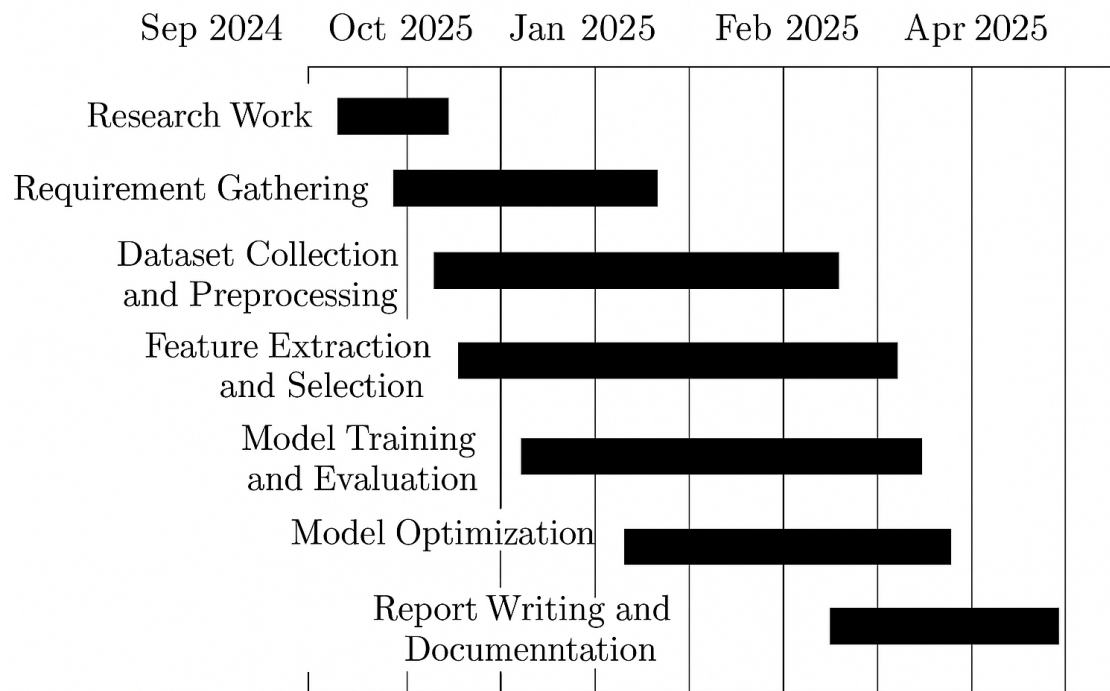 Sep 2024 Oct 2025 Jan 2025 Feb 2025 Apr 2025
Research Work
Requirement Gathering
Dataset Collection
and Preprocessing
Feature Extraction
and Selection
Model Training
and Evaluation
Model Optimization
Report Writing and
Documenntation